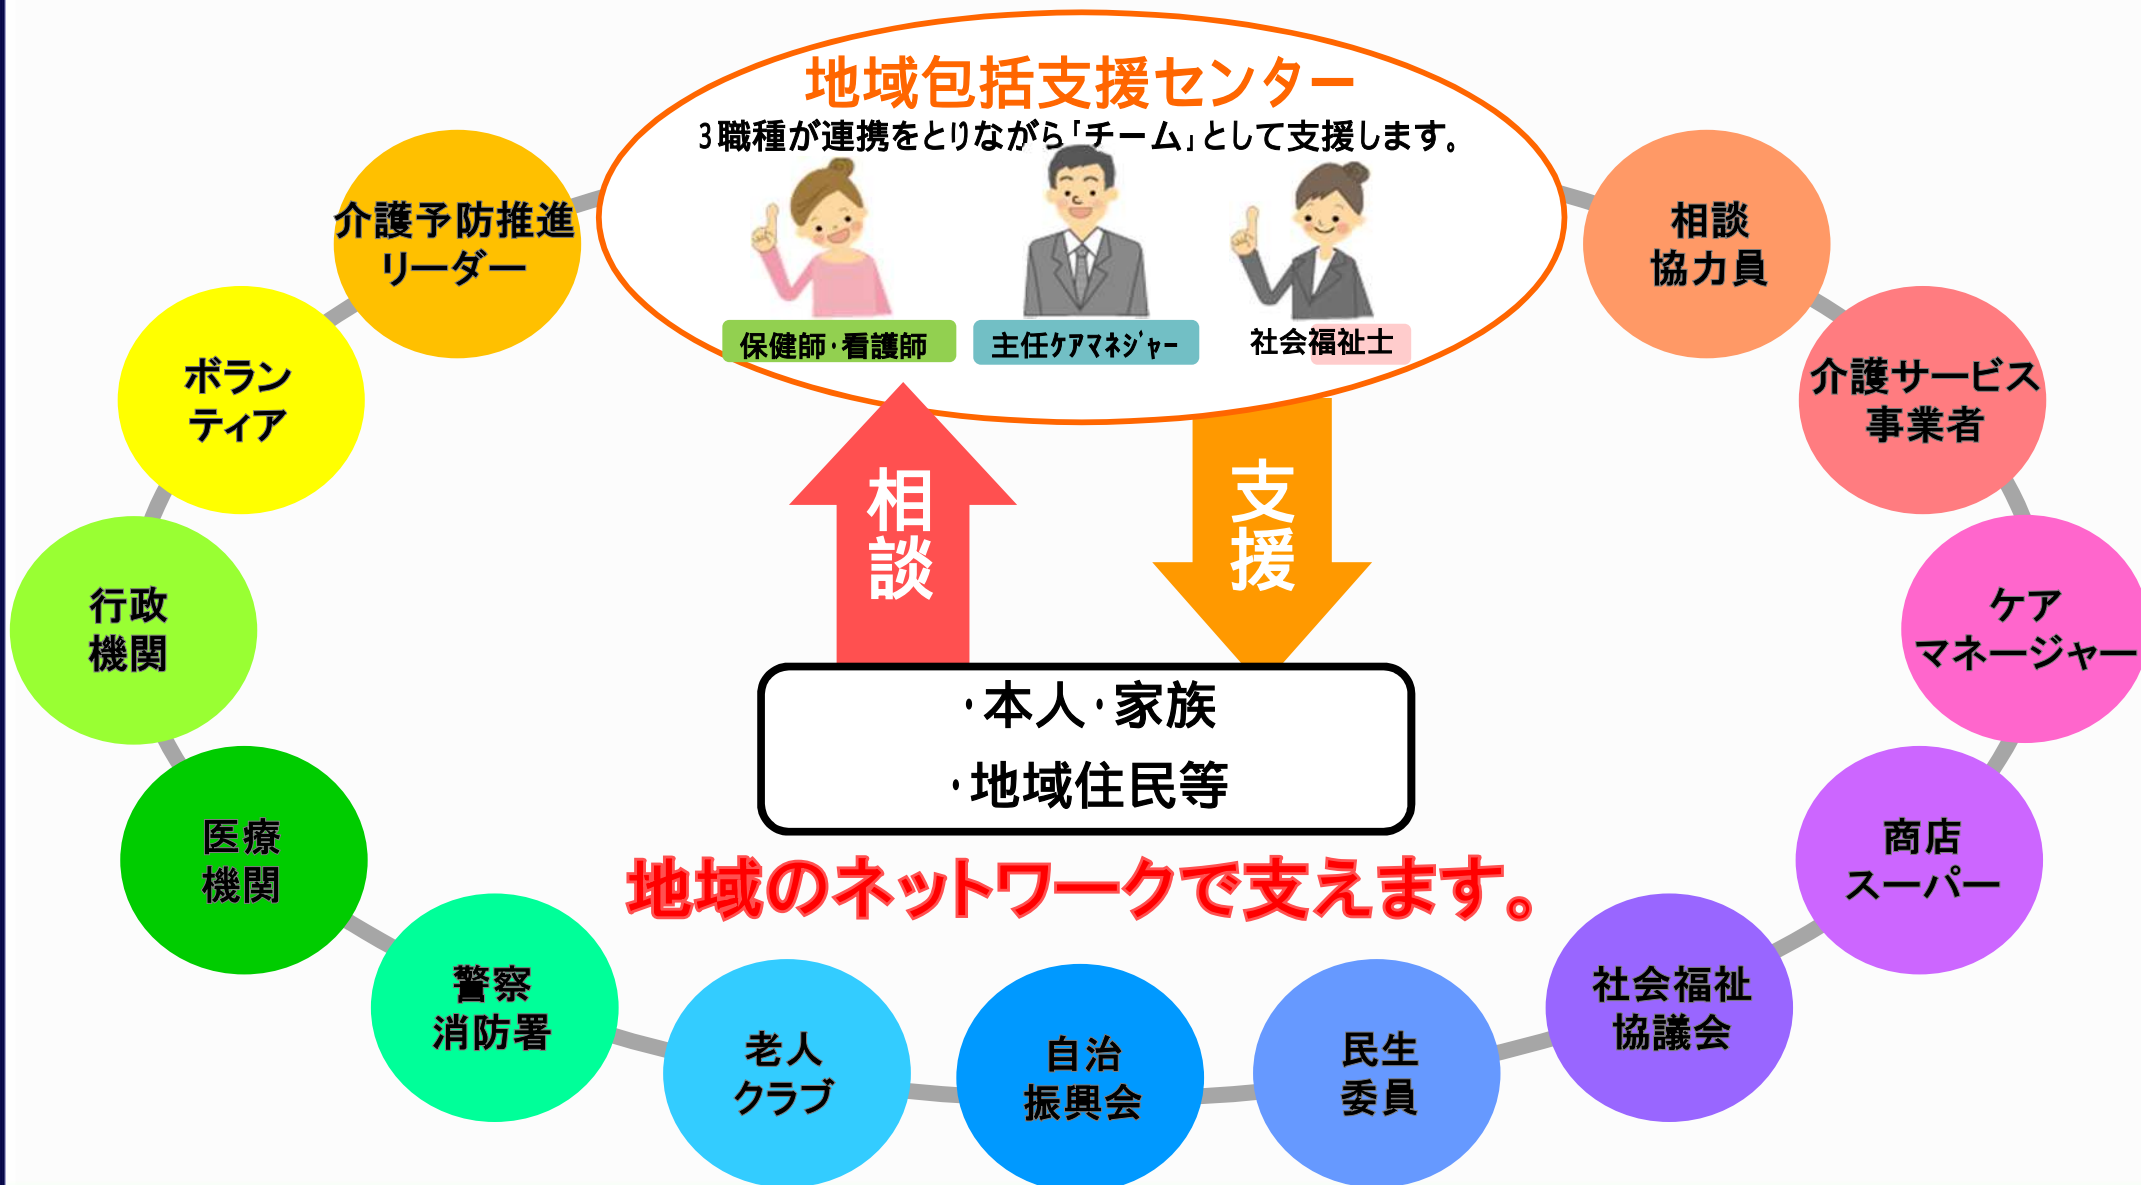 地域包括支援センター
3職種が連携をとりながら「チーム」として支援します。
保健師・看護師
主任ケアマネジャー
社会福祉士
相談
支援
・本人・家族
・地域住民等
地域のネットワークで支えます。
相談
協力員
介護サービス
事業者
ケア
マネージャー
商店
スーパー
社会福祉
協議会
民生
委員
自治
振興会
老人
クラブ
警察
消防署
医療
機関
行政
機関
ボラン
ティア
介護予防推進
リーダー